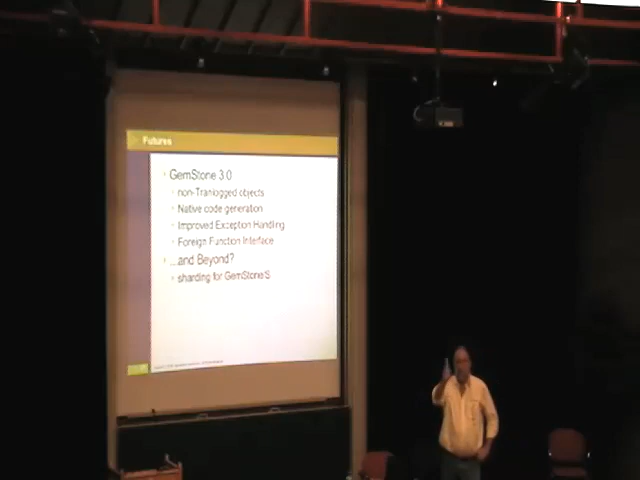 Futures
GemStone 3.0
non-Tranlogged objects
Native code generation
Improved Exception Handling
Foreign Function Interface
...and Beyond?
sharding for GemStone/S